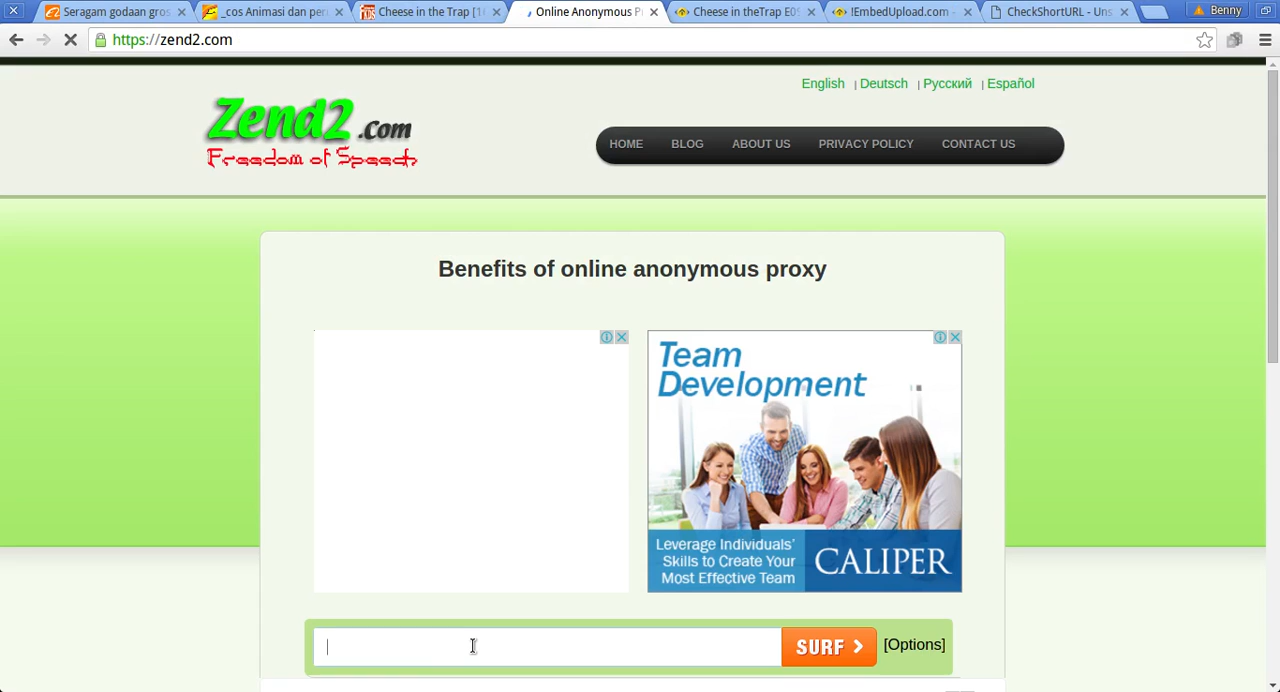 Seragam godaan gros
_cos Animasi dan per
Cheese in the Trap [1
Online Anonymous P
Cheese in theTrap E09
!EmbedUpload.com -
CheckShortURL - Uns
Benny
https://zend2.com
English | Deutsch | Русский | Español
Zend2.Com
Freedom of Speech
HOME BLOG ABOUT US PRIVACY POLICY CONTACT US
Benefits of online anonymous proxy
Team
Development
Leverage Individuals'
Skills to Create Your
Most Effective Team
CALIPER
SURF
[Options]